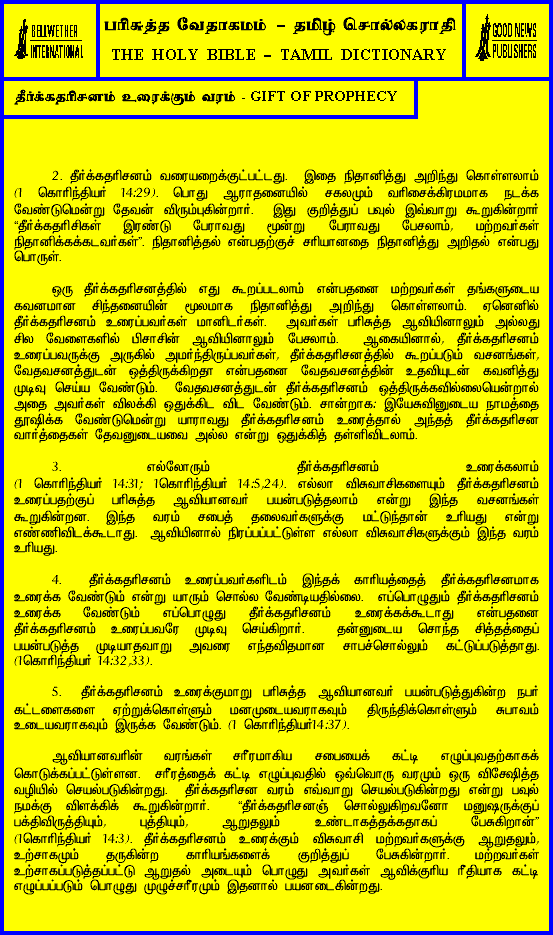 BELLWETHER
INTERNATIONAL
பரிசுத்த வேதாகமம் – தமிழ் சொல்லகராதி
THE HOLY BIBLE – TAMIL DICTIONARY
GOOD NEWS
PUBLISHERS
தீர்க்கதரிசனம் உரைக்கும் வரம் - GIFT OF PROPHECY
2. தீர்க்கதரிசனம் வரையறைக்குட்பட்டது. இதை நிதானித்து அறிந்து கொள்ளலாம்
(1 கொரிந்தியர் 14:29). பொது ஆராதனையில் சகலமும் வரிசைக்கிரமமாக நடக்க
வேண்டுமென்று தேவன் விரும்புகின்றார். இது குறித்துப் பவுல் இவ்வாறு கூறுகின்றார்
“தீர்க்கதரிசிகள் இரண்டு பேராவது மூன்று பேராவது பேசலாம், மற்றவர்கள்
நிதானிக்கக்கடவர்கள்”. நிதானித்தல் என்பதற்குச் சரியானதை நிதானித்து அறிதல் என்பது
பொருள்.
ஒரு தீர்க்கதரிசனத்தில் எது கூறப்படலாம் என்பதனை மற்றவர்கள் தங்களுடைய
கவனமான சிந்தனையின் மூலமாக நிதானித்து அறிந்து கொள்ளலாம். ஏனெனில்
தீர்க்கதரிசனம் உரைப்பவர்கள் மானிடர்கள். அவர்கள் பரிசுத்த ஆவியினாலும் அல்லது
சில வேளைகளில் பிசாசின் ஆவியினாலும் பேசலாம். ஆகையினால், தீர்க்கதரிசனம்
உரைப்பவருக்கு அருகில் அமர்ந்திருப்பவர்கள், தீர்க்கதரிசனத்தில் கூறப்படும் வசனங்கள்,
வேதவசனத்துடன் ஒத்திருக்கிறதா என்பதனை வேதவசனத்தின் உதவியுடன் கவனித்து
முடிவு செய்ய வேண்டும். வேதவசனத்துடன் தீர்க்கதரிசனம் ஒத்திருக்கவில்லையென்றால்
அதை அவர்கள் விலக்கி ஒதுக்கிட விட வேண்டும். சான்றாக: இயேசுவினுடைய நாமத்தை
தூஷிக்க வேண்டுமென்று யாராவது தீர்க்கதரிசனம் உரைத்தால் அந்தத் தீர்க்கதரிசன
வார்த்தைகள் தேவனுடையவை அல்ல என்று ஒதுக்கித் தள்ளிவிடலாம்.
3. எல்லோரும் தீர்க்கதரிசனம் உரைக்கலாம்
(1 கொரிந்தியர் 14:31; 1கொரிந்தியர் 14:5,24). எல்லா விசுவாசிகளையும் தீர்க்கதரிசனம்
உரைப்பதற்குப் பரிசுத்த ஆவியானவர் பயன்படுத்தலாம் என்று இந்த வசனங்கள்
கூறுகின்றன. இந்த வரம் சபைத் தலைவர்களுக்கு மட்டுந்தான் உரியது என்று
எண்ணிவிடக்கூடாது. ஆவியினால் நிரப்பப்பட்டுள்ள எல்லா விசுவாசிகளுக்கும் இந்த வரம்
உரியது.
4. தீர்க்கதரிசனம் உரைப்பவர்களிடம் இந்தக் காரியத்தைத் தீர்க்கதரிசனமாக
உரைக்க வேண்டும் என்று யாரும் சொல்ல வேண்டியதில்லை. எப்பொழுதும் தீர்க்கதரிசனம்
உரைக்க வேண்டும் எப்பொழுது தீர்க்கதரிசனம் உரைக்கக்கூடாது என்பதனை
தீர்க்கதரிசனம் உரைப்பவரே முடிவு செய்கிறார். தன்னுடைய சொந்த சித்தத்தைப்
பயன்படுத்த முடியாதவாறு அவரை எந்தவிதமான சாபச்சொல்லும் கட்டுப்படுத்தாது.
(1கொரிந்தியர் 14:32,33).
5. தீர்க்கதரிசனம் உரைக்குமாறு பரிசுத்த ஆவியானவர் பயன்படுத்துகின்ற நபர்
கட்டளைகளை ஏற்றுக்கொள்ளும் மனமுடையவராகவும் திருந்திக்கொள்ளும் சுபாவம்
உடையவராகவும் இருக்க வேண்டும். (1 கொரிந்தியர்14:37).
ஆவியானவரின் வரங்கள் சரீரமாகிய சபையைக் கட்டி எழுப்புவதற்காகக்
கொடுக்கப்பட்டுள்ளன. சரீரத்தைக் கட்டி எழுப்புவதில் ஒவ்வொரு வரமும் ஒரு விசேஷித்த
வழியில் செயல்படுகின்றது. தீர்க்கதரிசன வரம் எவ்வாறு செயல்படுகின்றது என்று பவுல்
நமக்கு விளக்கிக் கூறுகின்றார். “தீர்க்கதரிசனஞ் சொல்லுகிறவனோ மனுஷருக்குப்
பக்திவிருத்தியும், புத்தியும், ஆறுதலும் உண்டாகத்தக்கதாகப் பேசுகிறான்”
(1கொரிந்தியர் 14:3). தீர்க்கதரிசனம் உரைக்கும் விசுவாசி மற்றவர்களுக்கு ஆறுதலும்,
உற்சாகமும் தருகின்ற காரியங்களைக் குறித்துப் பேசுகின்றார். மற்றவர்கள்
உற்சாகப்படுத்தப்பட்டு ஆறுதல் அடையும் பொழுது அவர்கள் ஆவிக்குரிய ரீதியாக கட்டி
எழுப்பப்படும் பொழுது முழுச்சரீரமும் இதனால் பயனடைகின்றது.